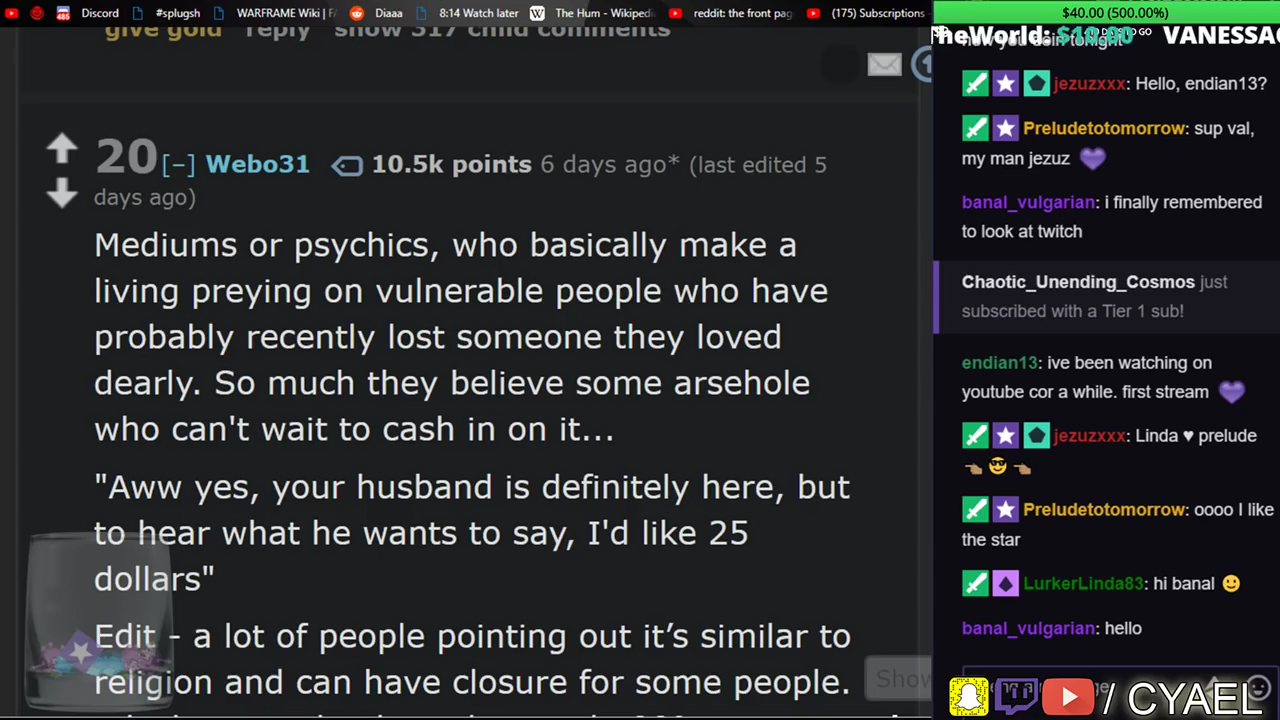 Discord
#splugsh
WARFRAME Wiki | F
Diaaa
8:14 Watch later
The Hum - Wikiped
reddit: the front pag
(175) Subscriptions
give gold reply show 317 child comments
20 [–] Webo31 10.5k points 6 days ago* (last edited 5
days ago)
Mediums or psychics, who basically make a
living preying on vulnerable people who have
probably recently lost someone they loved
dearly. So much they believe some arsehole
who can't wait to cash in on it...
"Aww yes, your husband is definitely here, but
to hear what he wants to say, I'd like 25
dollars"
Edit - a lot of people pointing out it’s similar to
religion and can have closure for some people.
Show
$40.00 (500.00%)
TheWorld: $10.00 VANESSA
TO GO
tonight
jezuzxxx: Hello, endian13?
Preludetotomorrow: sup val,
my man jezuz 💜
banal_vulgarian: i finally remembered
to look at twitch
Chaotic_Unending_Cosmos just
subscribed with a Tier 1 sub!
endian13: ive been watching on
youtube cor a while. first stream 💜
jezuzxxx: Linda ♥ prelude
👈🏽 😎 👈🏽
Preludetotomorrow: oooo I like
the star
LurkerLinda83: hi banal 🙂
banal_vulgarian: hello
/ CYAEL